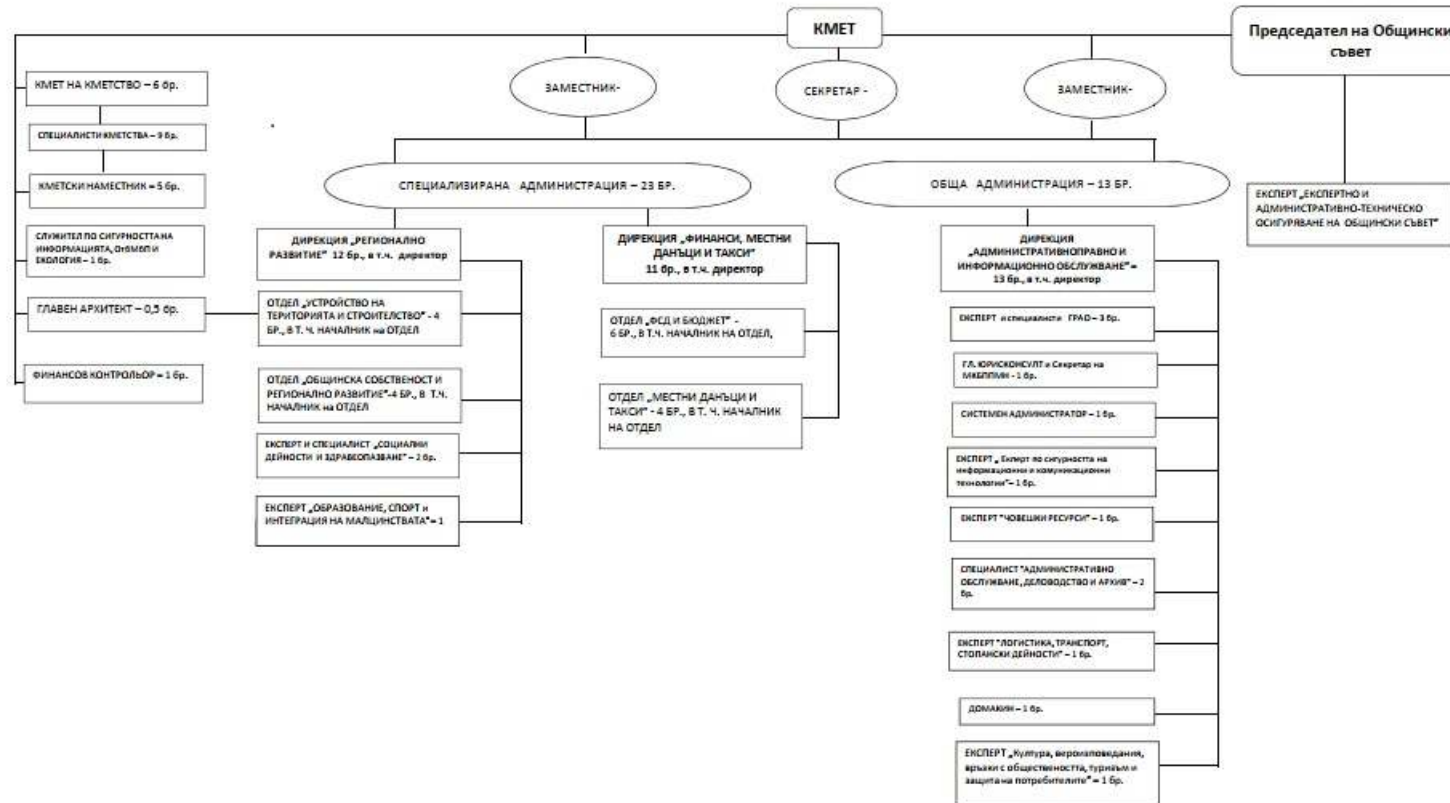 КМЕТ
Председател на Общински
съвет
ЗАМЕСТНИК-
СЕКРЕТАР -
ЗАМЕСТНИК-
КМЕТ НА КМЕТСТВО – 6 бр.
СПЕЦИАЛИСТИ КМЕТСТВА – 9 бр.
КМЕТСКИ НАМЕСТНИК = 5 бр.
СЛУЖИТЕЛ ПО СИГУРНОСТТА НА
ИНФОРМАЦИЯТА, ОтбМбП И
ЕКОЛОГИЯ – 1 бр.
ГЛАВЕН АРХИТЕКТ – 0,5 бр.
ФИНАНСОВ КОНТРОЛЬОР = 1 бр.
СПЕЦИАЛИЗИРАНА АДМИНИСТРАЦИЯ – 23 БР.
ОБЩА АДМИНИСТРАЦИЯ – 13 БР.
ДИРЕКЦИЯ „РЕГИОНАЛНО
РАЗВИТИЕ" 12 бр., в т.ч. директор
ОТДЕЛ „УСТРОЙСТВО НА
ТЕРИТОРИЯТА И СТРОИТЕЛСТВО" - 4
БР., В Т. Ч. НАЧАЛНИК на ОТДЕЛ
ОТДЕЛ „ОБЩИНСКА СОБСТВЕНОСТ И
РЕГИОНАЛНО РАЗВИТИЕ"-4 БР., В Т.Ч.
НАЧАЛНИК на ОТДЕЛ
ЕКСПЕРТ И СПЕЦИАЛИСТ „СОЦИАЛНИ
ДЕЙНОСТИ И ЗДРАВЕОПАЗВАНЕ" – 2 бр.
ЕКСПЕРТ „ОБРАЗОВАНИЕ, СПОРТ и
ИНТЕГРАЦИЯ НА МАЛЦИНСТВАТА" = 1
ДИРЕКЦИЯ „ФИНАНСИ, МЕСТНИ
ДАНЪЦИ И ТАКСИ"
11 бр., в т.ч. директор
ОТДЕЛ „ФСД И БЮДЖЕТ" -
6 БР., В Т.Ч. НАЧАЛНИК НА ОТДЕЛ,
ОТДЕЛ „МЕСТНИ ДАНЪЦИ И
ТАКСИ" - 4 БР., В Т. Ч. НАЧАЛНИК
НА ОТДЕЛ
ДИРЕКЦИЯ
„АДМИНИСТРАТИВНОПРАВНО И
ИНФОРМАЦИОННО ОБСЛУЖВАНЕ" =
13 бр., в т.ч. директор
ЕКСПЕРТ и специалисти ГРАО – 3 бр.
ГЛ. ЮРИСКОНСУЛТ и Секретар на
МКБППМН - 1 бр.
СИСТЕМЕН АДМИНИСТРАТОР – 1 бр.
ЕКСПЕРТ „ Екперт по сигурността на
информационни и комуникационни
технологии"– 1 бр.
ЕКСПЕРТ "ЧОВЕШКИ РЕСУРСИ" – 1 бр.
СПЕЦИАЛИСТ "АДМИНИСТРАТИВНО
ОБСЛУЖВАНЕ, ДЕЛОВОДСТВО И АРХИВ" – 2
бр.
ЕКСПЕРТ "ЛОГИСТИКА, ТРАНСПОРТ,
СТОПАНСКИ ДЕЙНОСТИ" – 1 бр.
ДОМАКИН – 1 бр.
ЕКСПЕРТ „Култура, вероизповедания,
връзки с обществеността, туризъм и
защита на потребителите" = 1 бр.
ЕКСПЕРТ „ЕКСПЕРТНО И
АДМИНИСТРАТИВНО-ТЕХНИЧЕСКО
ОСИГУРЯВАНЕ НА ОБЩИНСКИ СЪВЕТ"